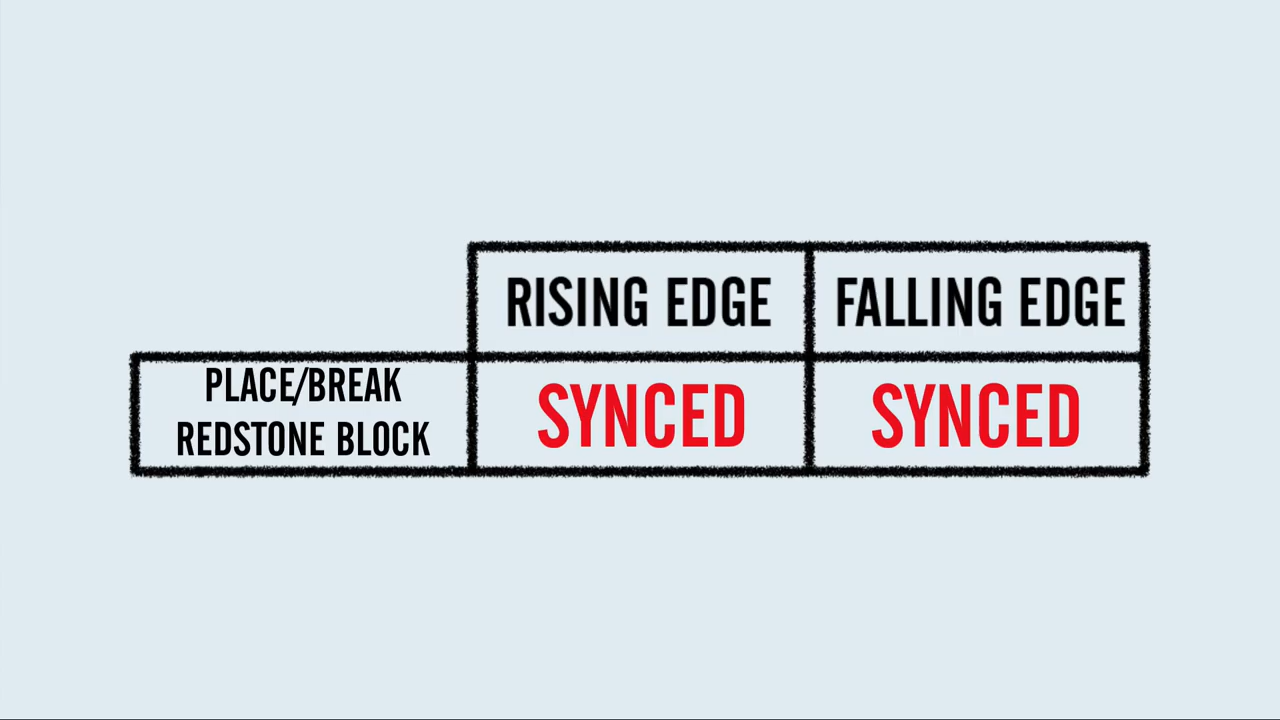 RISING EDGE FALLING EDGE
PLACE/BREAK
REDSTONE BLOCK
SYNCED SYNCED